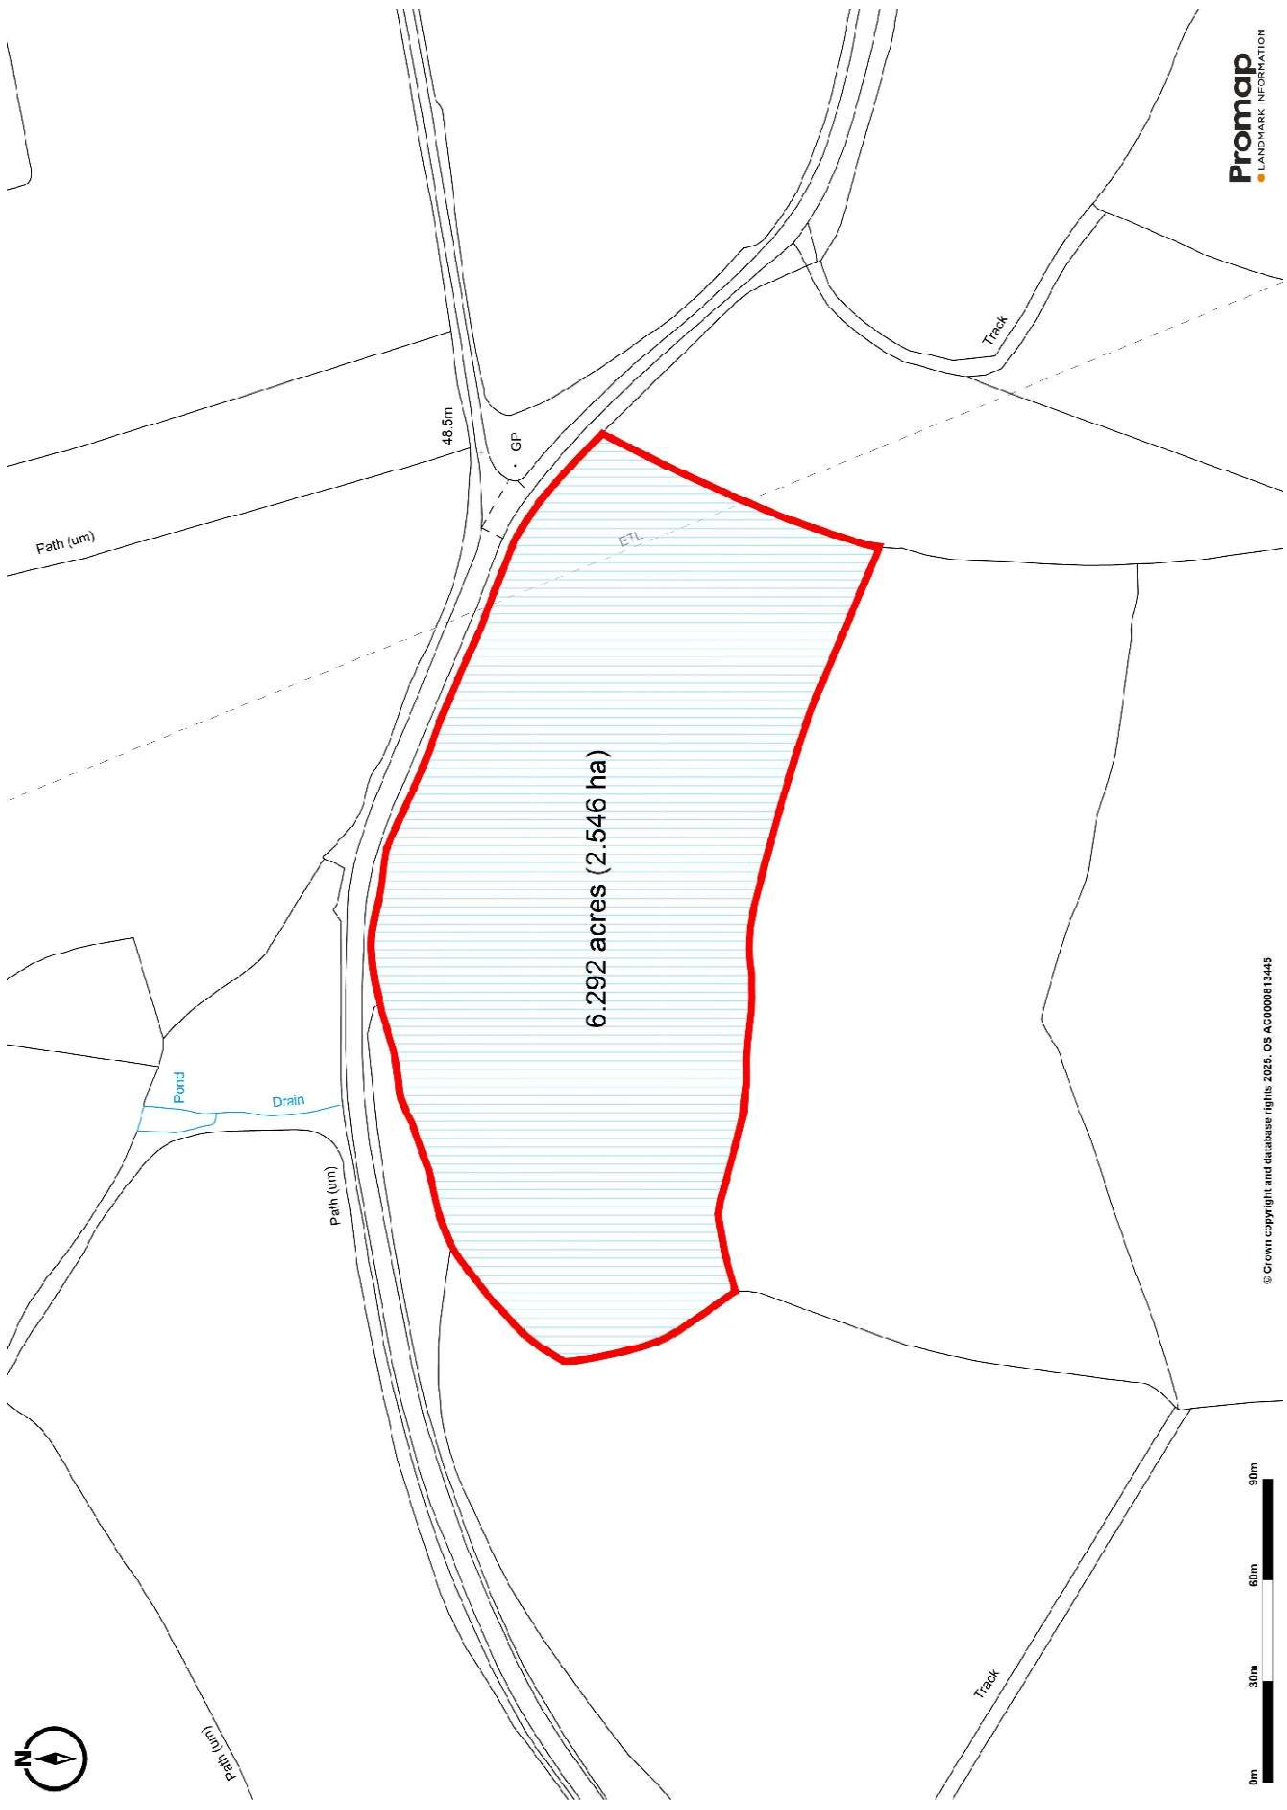 Promap
LANDMARK INFORMATION
Track
48.5m
GP
Path (um)
ETL
6.292 acres (2.546 ha)
Pond
Drain
Path (um)
Path (um)
Track
N
0m
30m
60m
90m
© Crown copyright and database rights 2025. OS AC0000813445